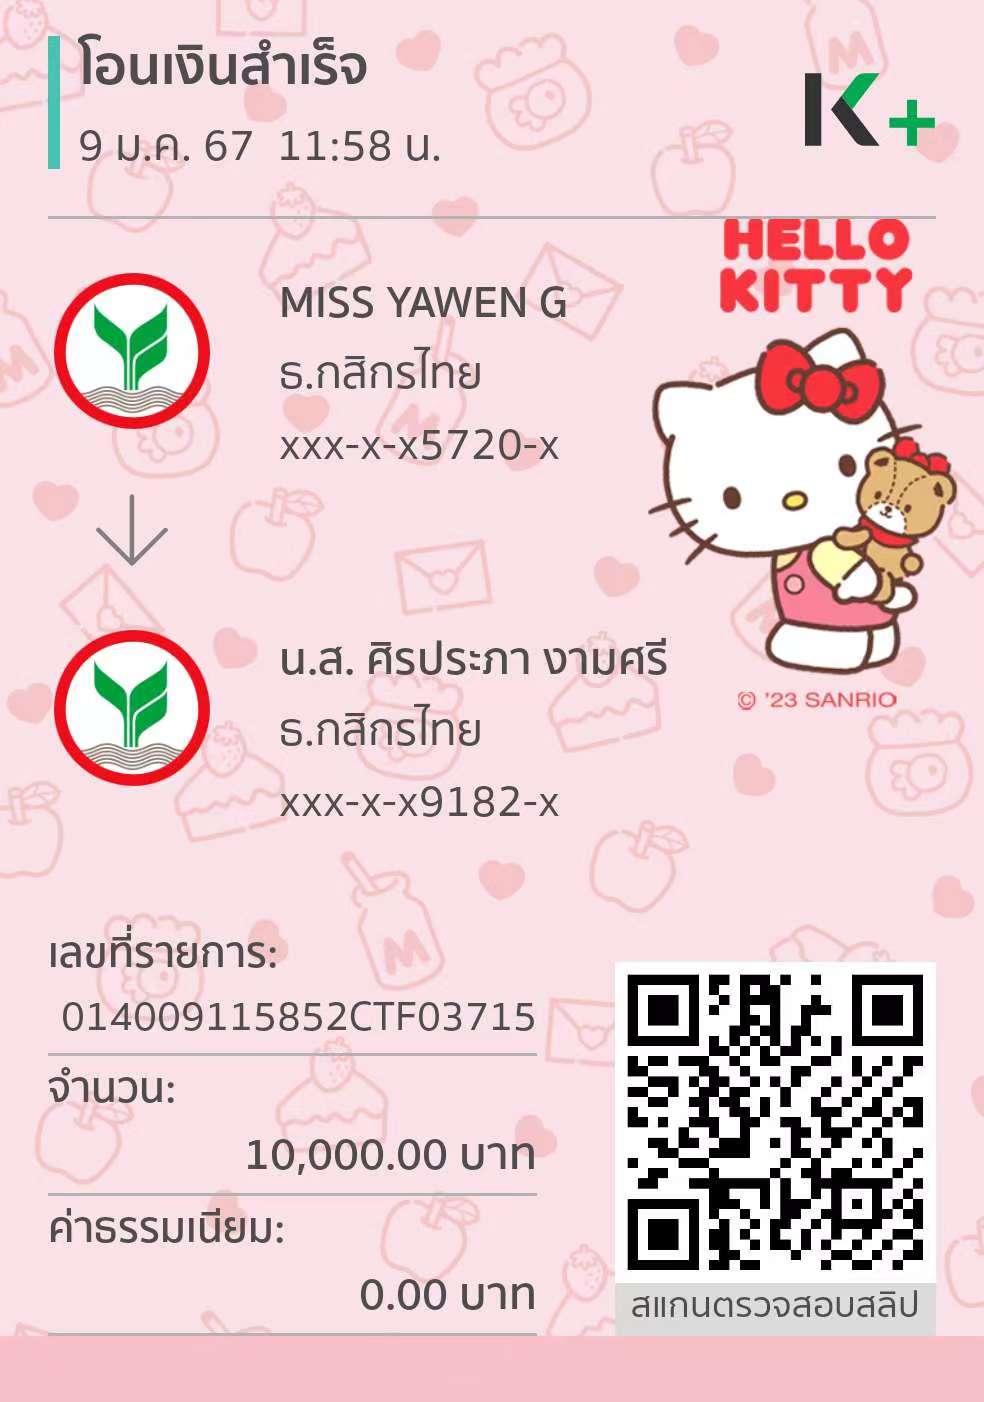 โอนเงินสำเร็จ
9 ม.ค. 67 11:58 น.
K+
HELLO
KITTY
MISS YAWEN G
ธ.กสิกรไทย
xxx-x-x5720-x
น.ส. ศิรประภา งามศรี
ธ.กสิกรไทย
xxx-x-x9182-x
© '23 SANRIO
เลขที่รายการ:
014009115852CTF03715
จำนวน:
10,000.00 บาท
ค่าธรรมเนียม:
0.00 บาท
สแกนตรวจสอบสลิป